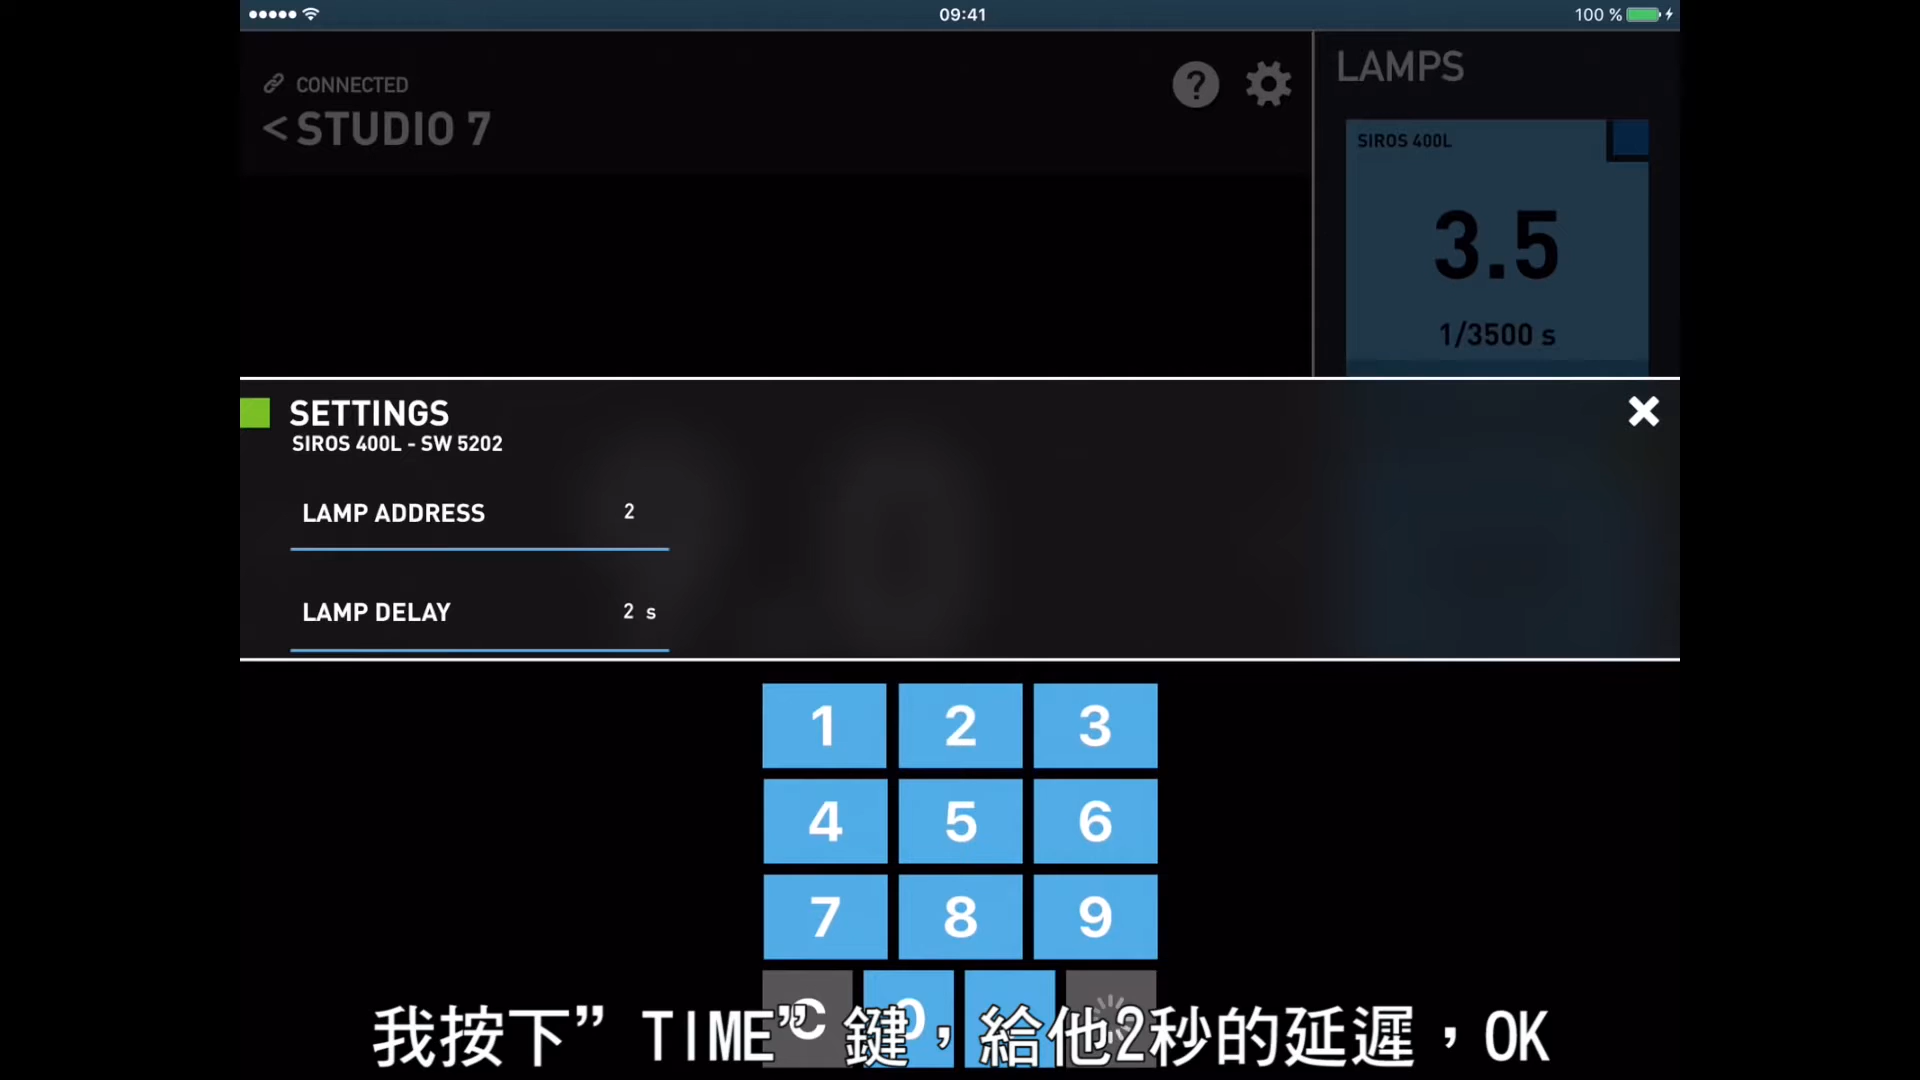 09:41
100 %
CONNECTED
< STUDIO 7
?
LAMPS
SIROS 400L
3.5
1/3500 s
SETTINGS
SIROS 400L - SW 5202
LAMP ADDRESS 2
LAMP DELAY 2 s
1 2 3
4 5 6
7 8 9
C 0
我按下”TIME”鍵，給他2秒的延遲，OK